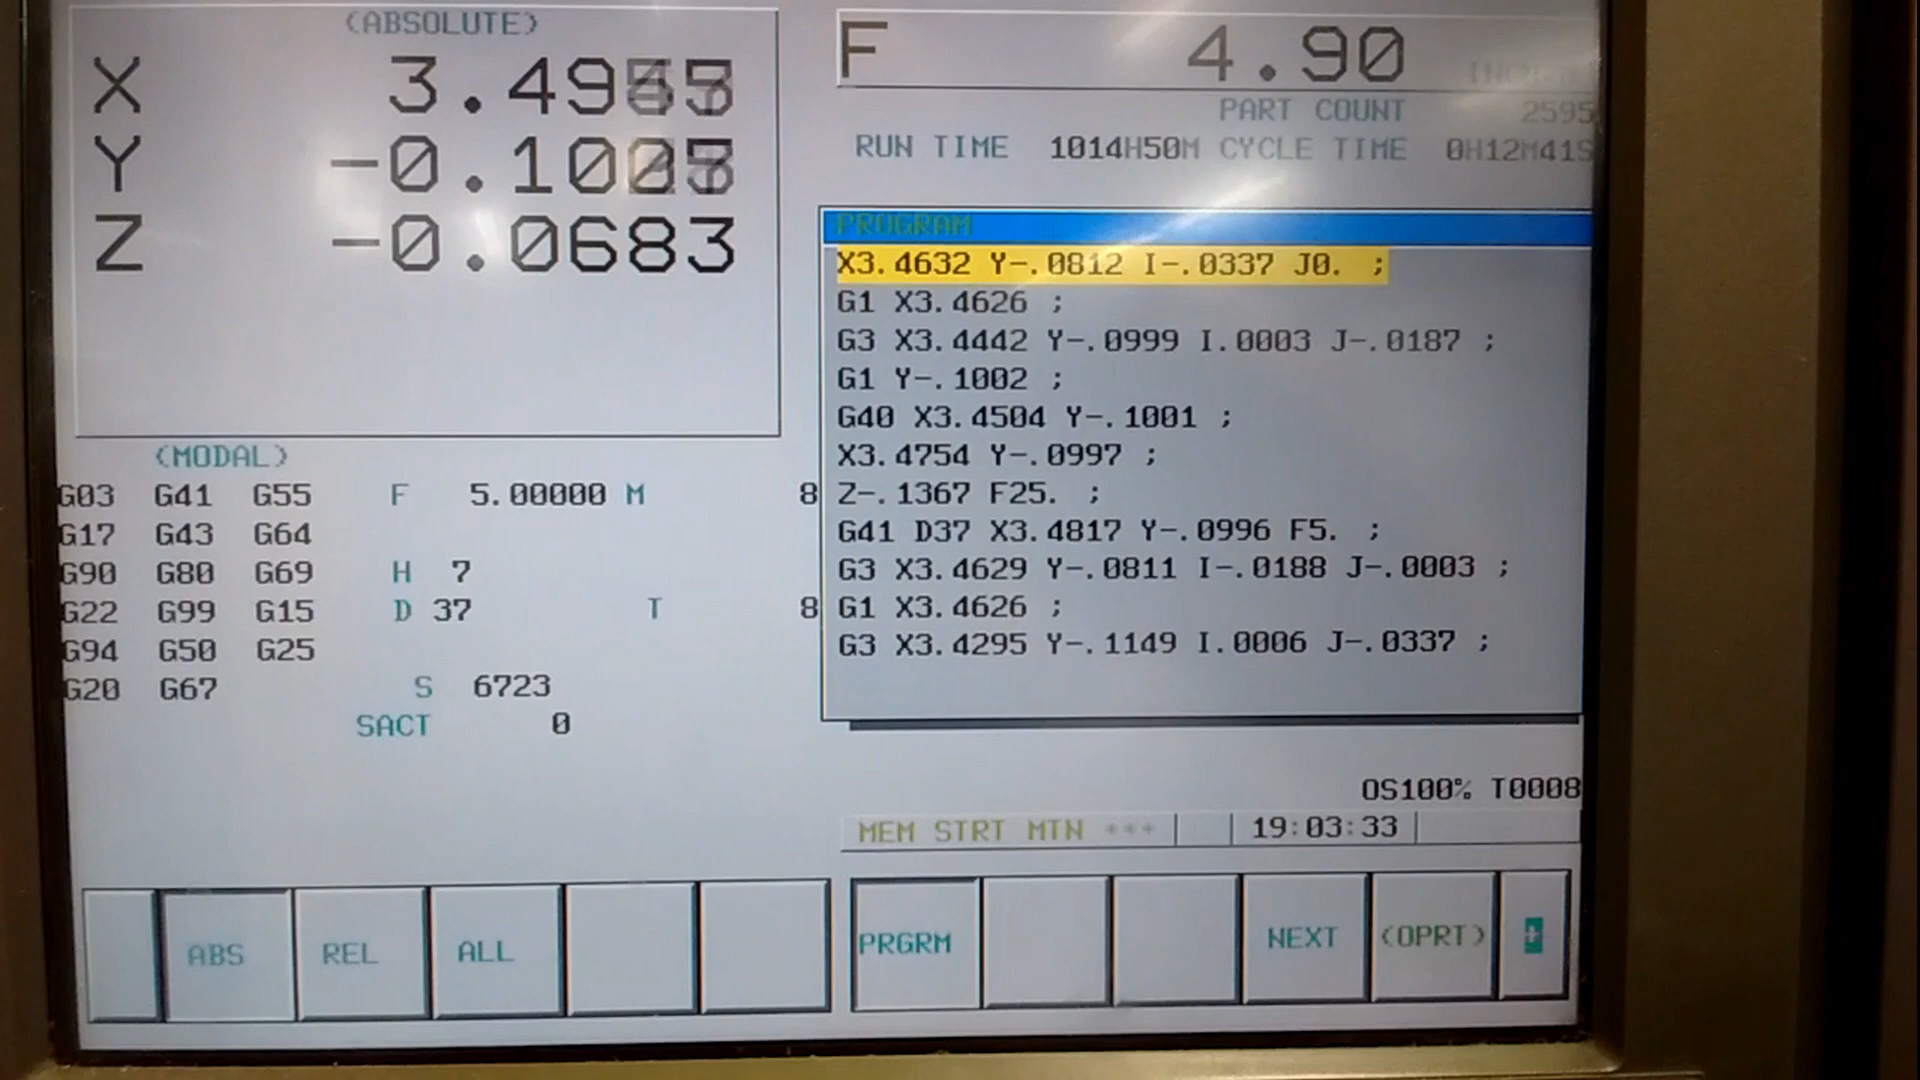 (ABSOLUTE)
X
Y
Z -0.0683
F 4.90
PART COUNT 2595
RUN TIME 1014H50M CYCLE TIME 0H12M41S
PROGRAM
X3.4632 Y-.0812 I-.0337 J0. ;
G1 X3.4626 ;
G3 X3.4442 Y-.0999 I.0003 J-.0187 ;
G1 Y-.1002 ;
G40 X3.4504 Y-.1001 ;
X3.4754 Y-.0997 ;
Z-.1367 F25. ;
G41 D37 X3.4817 Y-.0996 F5. ;
G3 X3.4629 Y-.0811 I-.0188 J-.0003 ;
G1 X3.4626 ;
G3 X3.4295 Y-.1149 I.0006 J-.0337 ;
(MODAL)
G03 G41 G55 F 5.00000 M 8
G17 G43 G64
G90 G80 G69 H 7
G22 G99 G15 D 37 T 8
G94 G50 G25
G20 G67 S 6723
SACT 0
OS100% T0008
MEM STRT MTN *** 19:03:33
ABS REL ALL PRGRM NEXT (OPRT) +